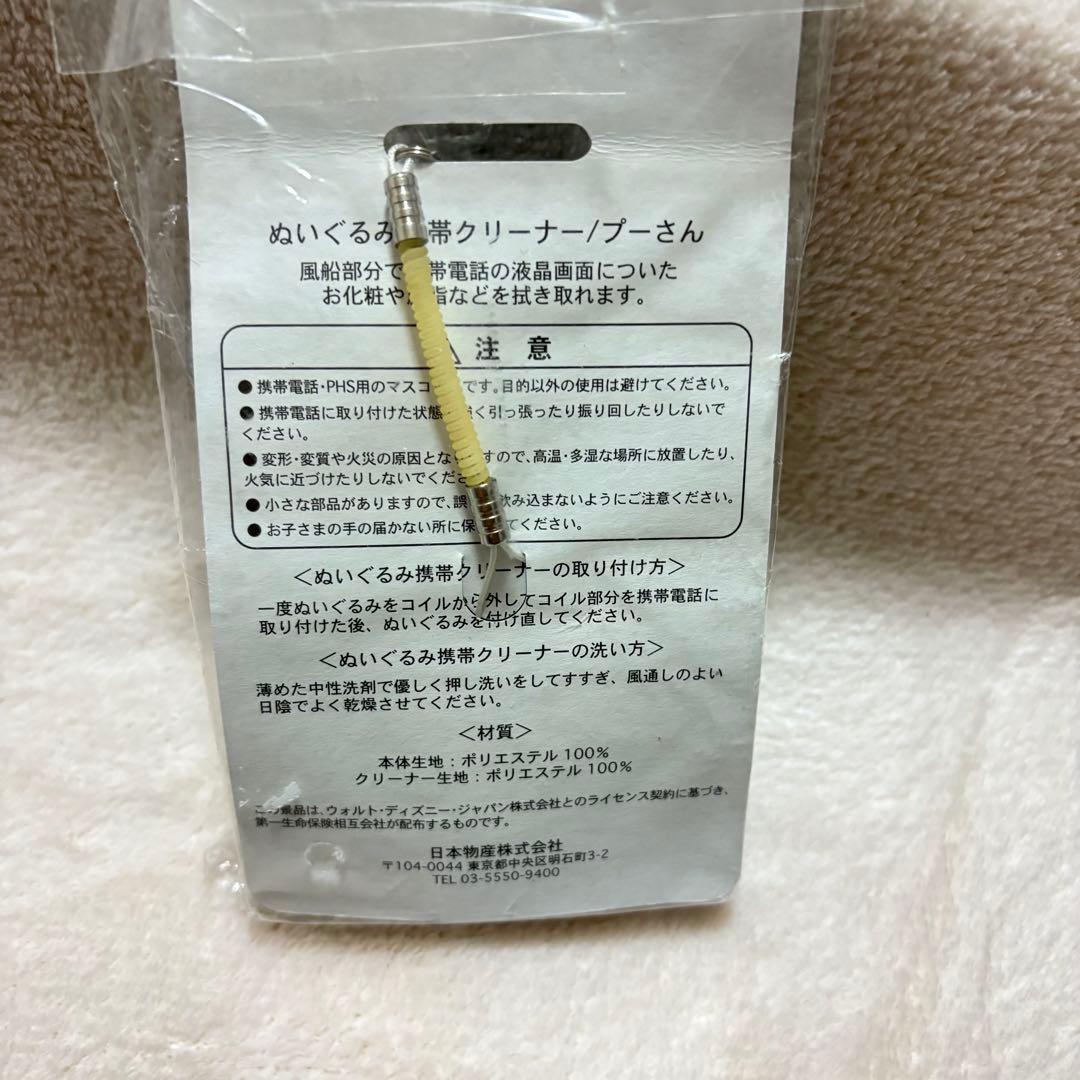 ぬいぐるみ 帯クリーナー/プーさん
風船部分で 帯電話の液晶画面についた
お化粧や 脂などを拭き取れます。
注 意
●携帯電話・PHS用のマスコ です。目的以外の使用は避けてください。
●携帯電話に取り付けた状態 強く引っ張ったり振り回したりしないで
ください。
●変形・変質や火災の原因とな ますので、高温・多湿な場所に放置したり、
火気に近づけたりしないでくだ
●小さな部品がありますので、誤 飲み込まないようにご注意ください。
●お子さまの手の届かない所に保 てください。
＜ぬいぐるみ携帯クリーナーの取り付け方＞
一度ぬいぐるみをコイルから外してコイル部分を携帯電話に
取り付けた後、ぬいぐるみを付け直してください。
＜ぬいぐるみ携帯クリーナーの洗い方＞
薄めた中性洗剤で優しく押し洗いをしてすすぎ、風通しのよい
日陰でよく乾燥させてください。
＜材質＞
本体生地：ポリエステル 100%
クリーナー生地：ポリエステル 100%
この景品は、ウォルト・ディズニー・ジャパン株式会社とのライセンス契約に基づき、
第一生命保険相互会社が配布するものです。
日本物産株式会社
〒104-0044 東京都中央区明石町3-2
TEL 03-5550-9400